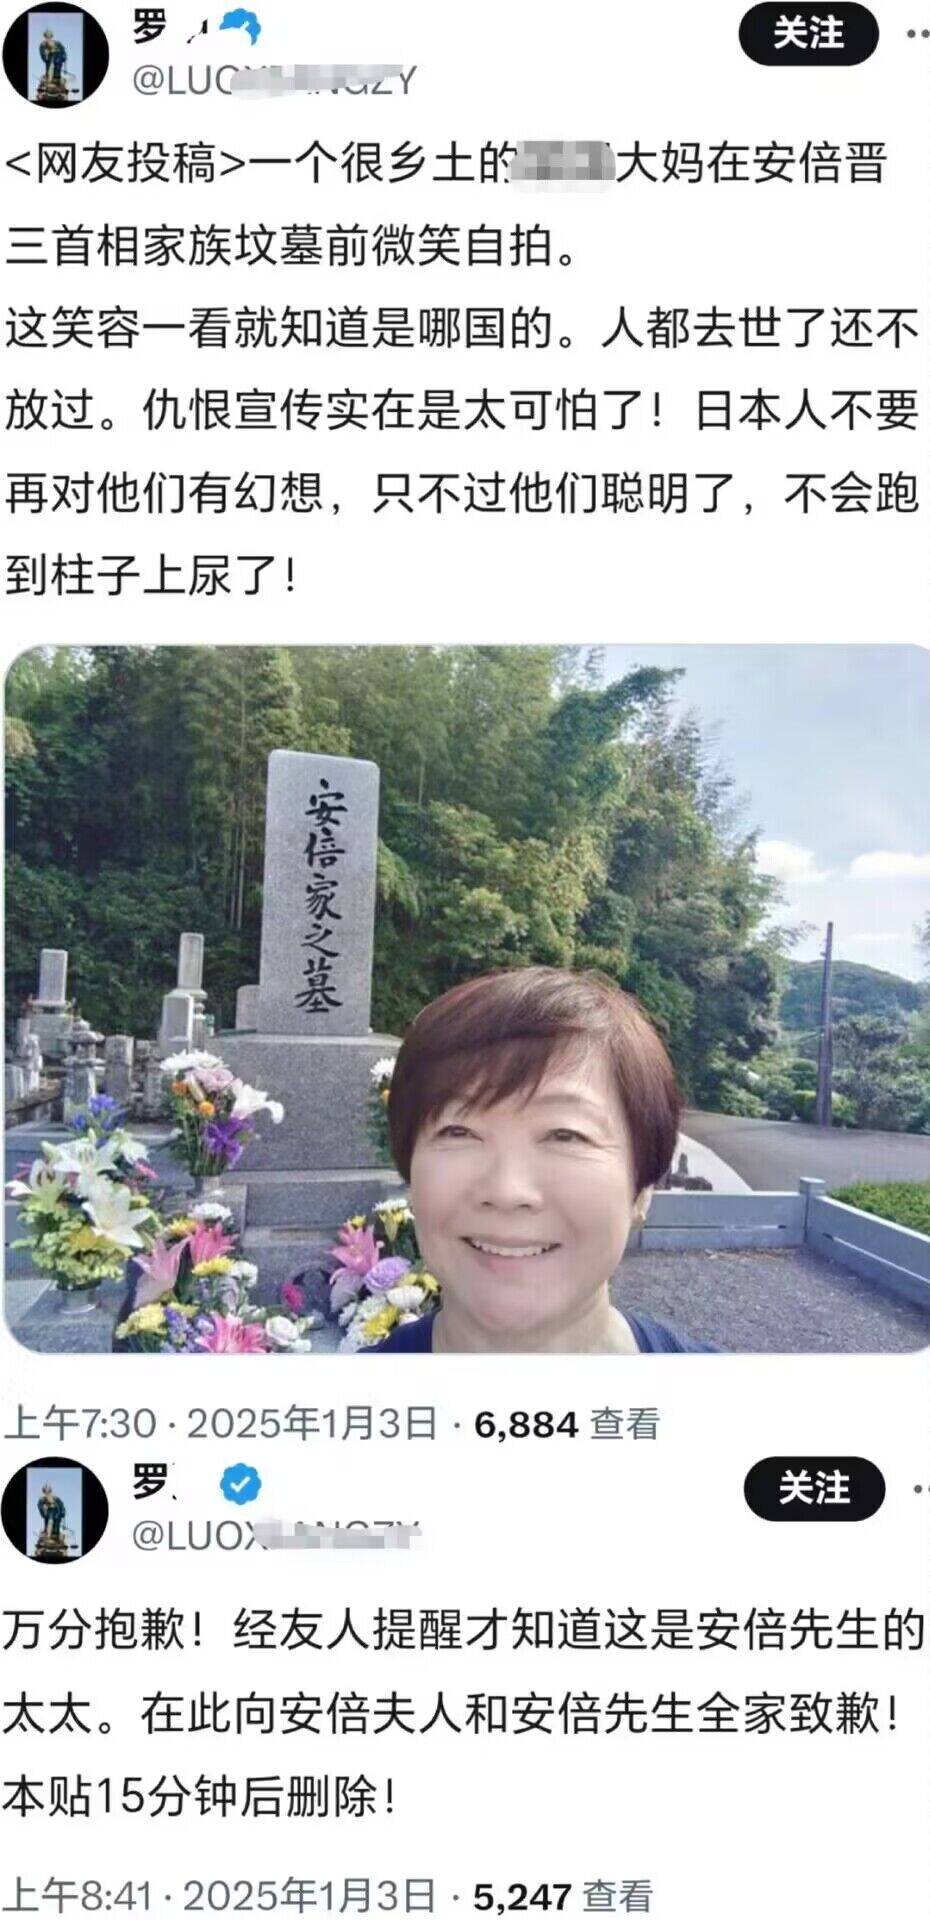 罗
关注
@LUO
<网友投稿>一个很乡土的 大妈在安倍晋
三首相家族坟墓前微笑自拍。
这笑容一看就知道是哪国的。人都去世了还不
放过。仇恨宣传实在是太可怕了！日本人不要
再对他们有幻想，只不过他们聪明了，不会跑
到柱子上尿了！
安倍家之墓
上午7:30 · 2025年1月3日 · 6,884 查看
罗
关注
@LUO
万分抱歉！经友人提醒才知道这是安倍先生的
太太。在此向安倍夫人和安倍先生全家致歉！
本贴15分钟后删除！
上午8:41 · 2025年1月3日 · 5,247 查看